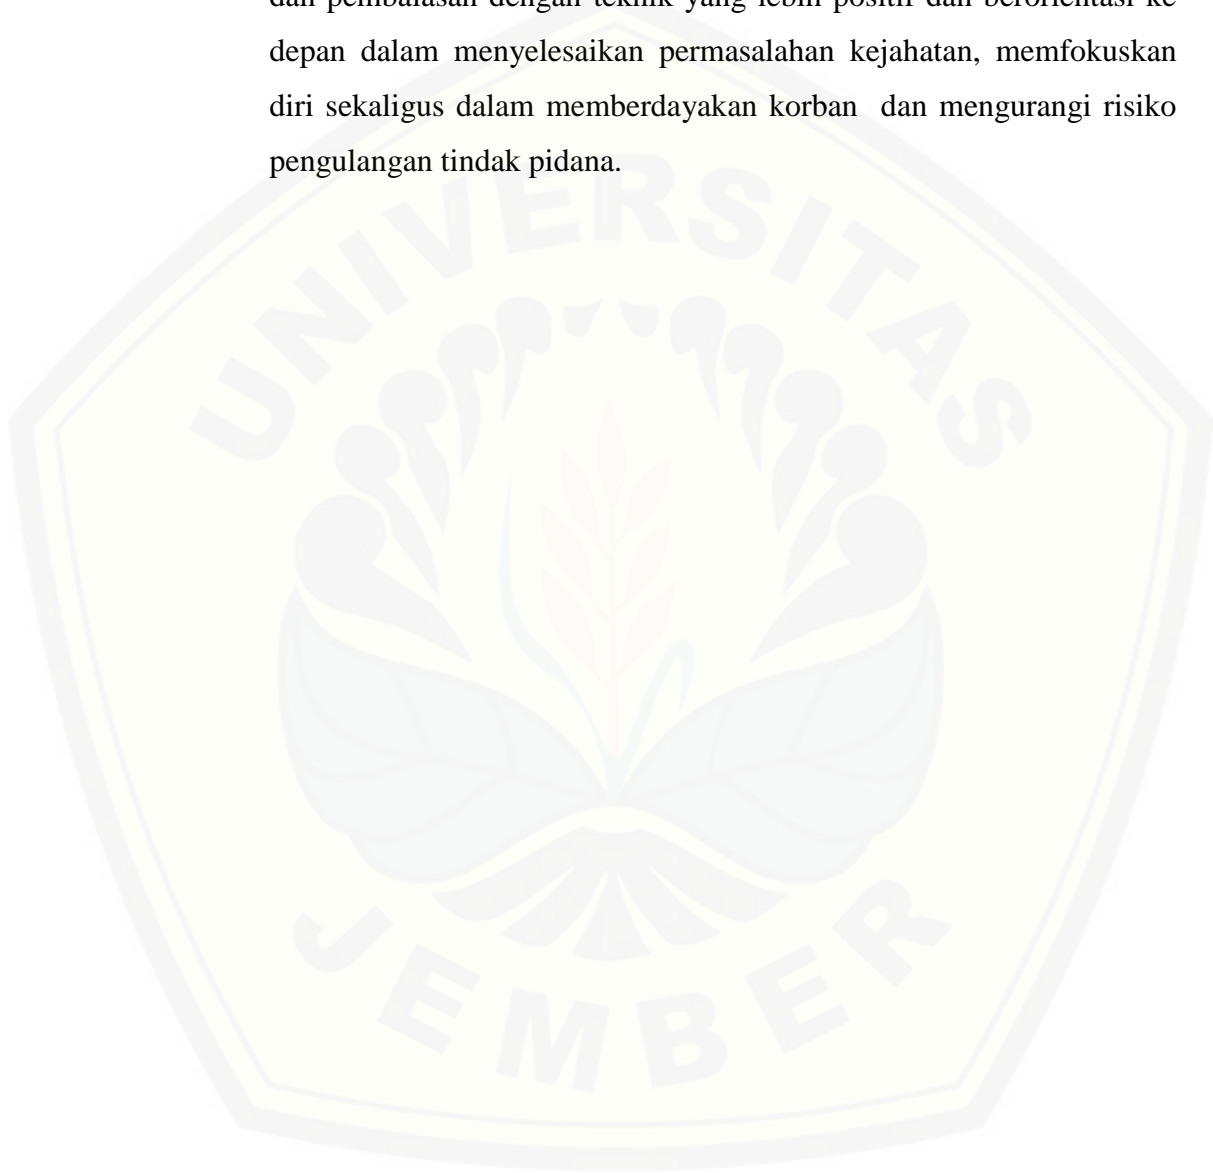 dan pembalasan dengan teknik yang lebih positif dan berorientasi ke
depan dalam menyelesaikan permasalahan kejahatan, memfokuskan
diri sekaligus dalam memberdayakan korban dan mengurangi risiko
pengulangan tindak pidana.
UNIVERSITAS
JEMBER